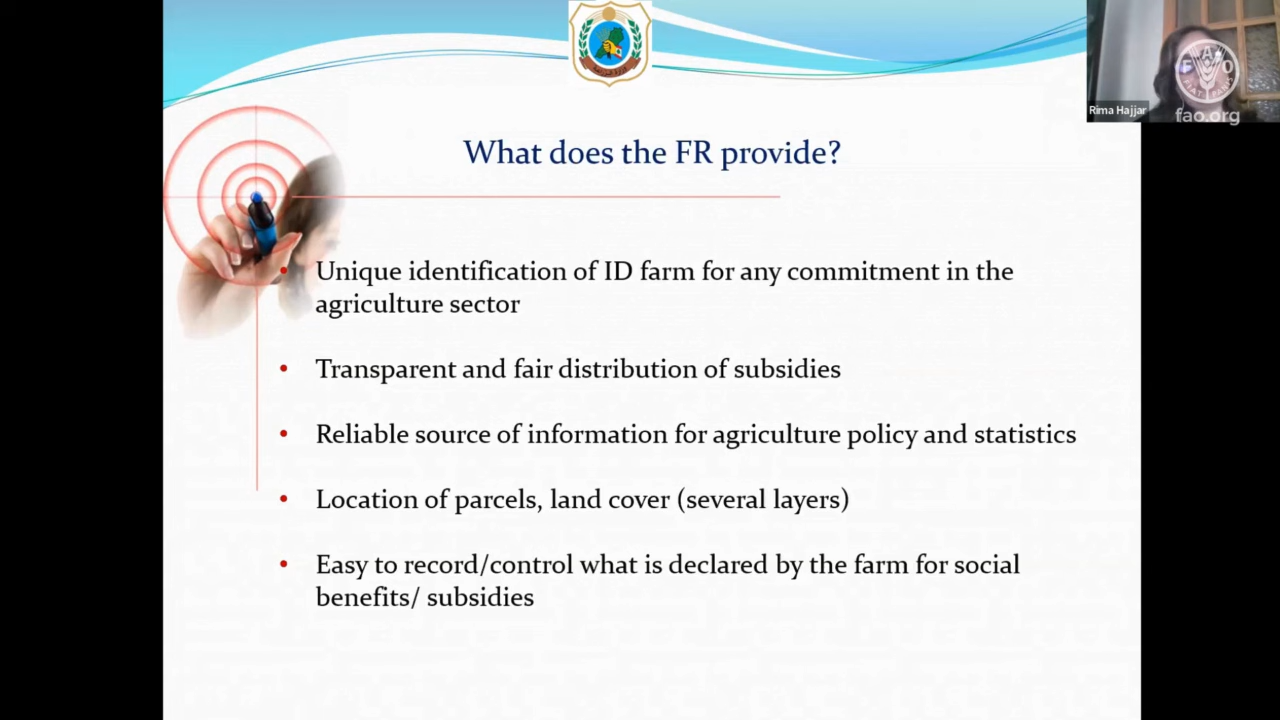 What does the FR provide?
• Unique identification of ID farm for any commitment in the
agriculture sector
• Transparent and fair distribution of subsidies
• Reliable source of information for agriculture policy and statistics
• Location of parcels, land cover (several layers)
• Easy to record/control what is declared by the farm for social
benefits/ subsidies
Rima Hajjar
FAO
FIAT PANIS
fao.org